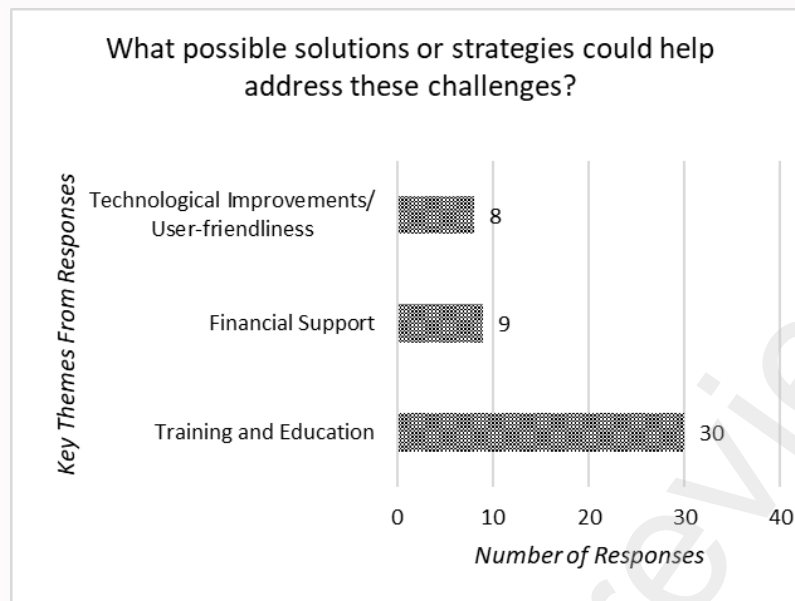 What possible solutions or strategies could help
address these challenges?
Key Themes From Responses
Technological Improvements/
User-friendliness
8
Financial Support
9
Training and Education
30
0 10 20 30 40
Number of Responses